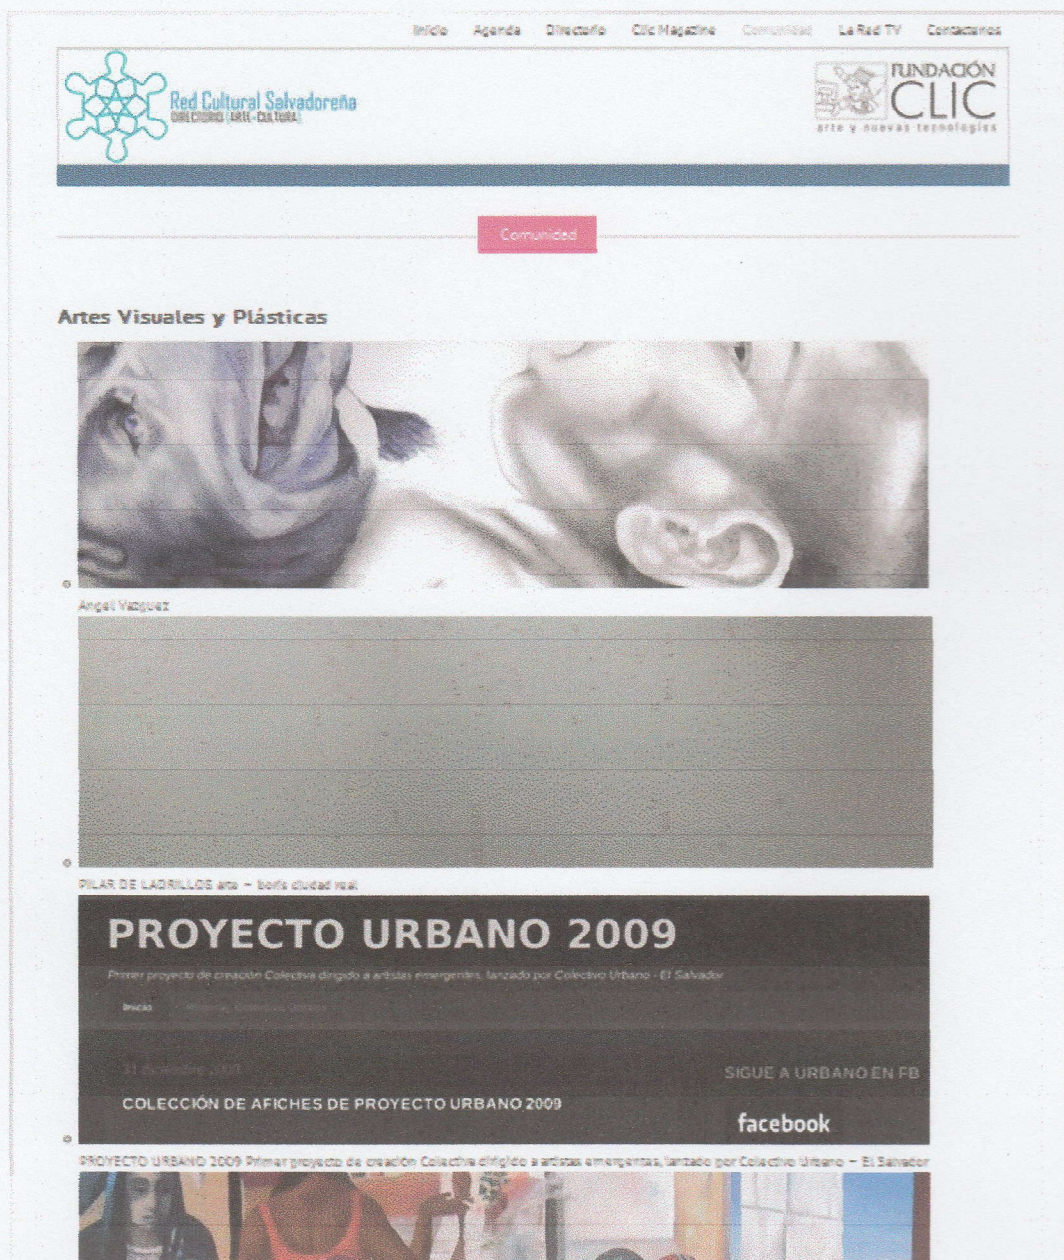 Inicio Agenda Directorio Clic Magazine Comunidad La Red TV Contáctenos
Red Cultural Salvadoreña
DIRECTORIO [ARTE-CULTURA]
FUNDACIÓN
CLIC
arte y nuevas tecnologías
Comunidad
Artes Visuales y Plásticas
Angel Vazquez
PILAR DE LADRILLOS arte – boris ciudad real
PROYECTO URBANO 2009
Primer proyecto de creación Colectiva dirigido a artistas emergentes, lanzado por Colectivo Urbano - El Salvador
Inicio
31 diciembre
SIGUE A URBANO EN FB
COLECCIÓN DE AFICHES DE PROYECTO URBANO 2009
facebook
PROYECTO URBANO 2009 Primer proyecto de creación Colectiva dirigido a artistas emergentes, lanzado por Colectivo Urbano – El Salvador